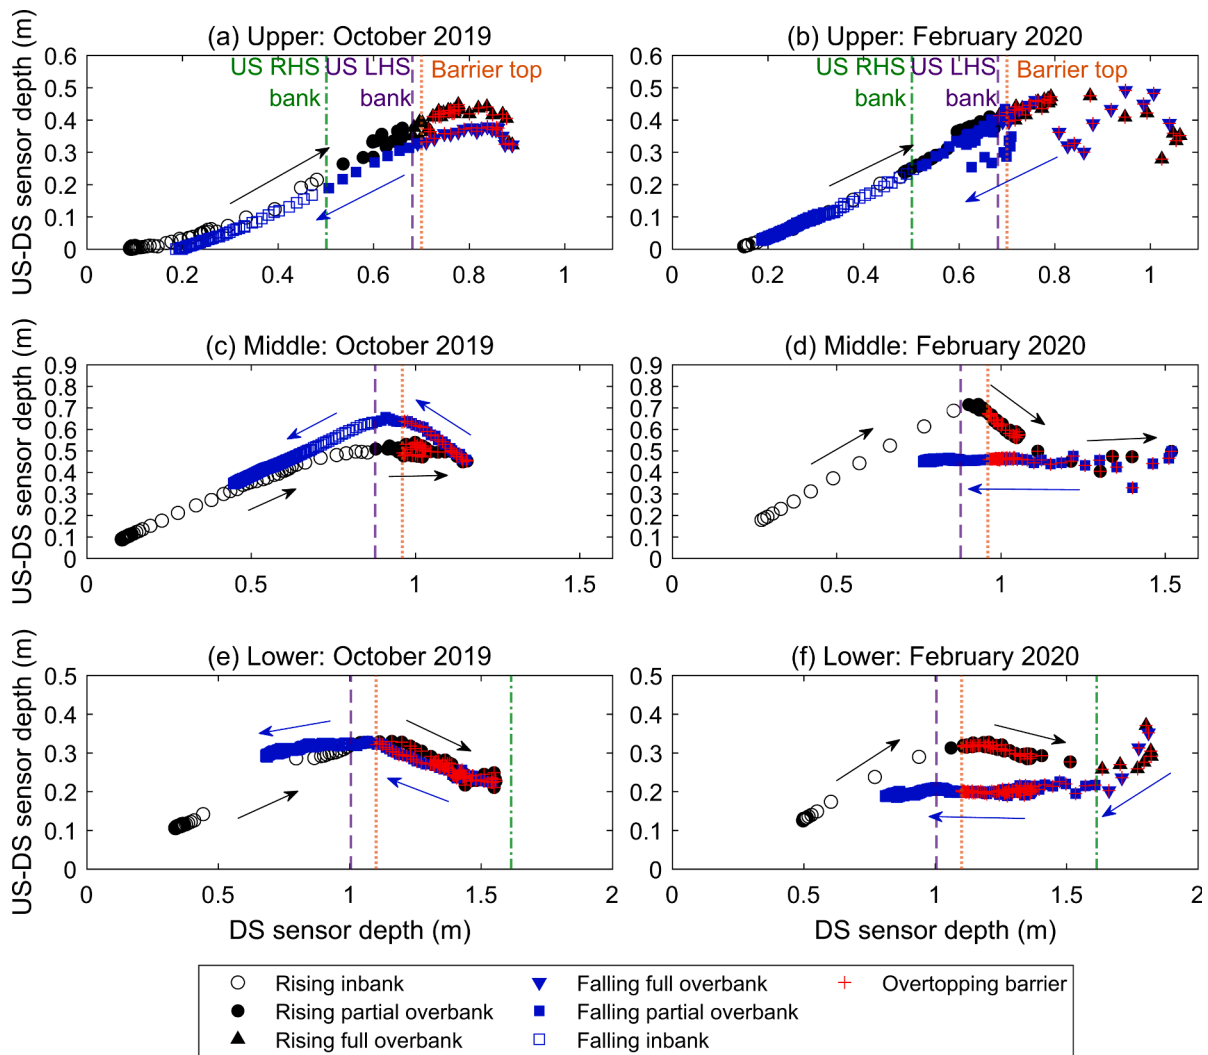 (a) Upper: October 2019
US-DS sensor depth (m)
0.6
0.5
0.4
0.3
0.2
0.1
0
US RHS
bank
US LHS
bank
Barrier top
0
0.2
0.4
0.6
0.8
1
(b) Upper: February 2020
0.6
0.5
0.4
0.3
0.2
0.1
0
US RHS
bank
US LHS
bank
Barrier top
0
0.2
0.4
0.6
0.8
1
(c) Middle: October 2019
US-DS sensor depth (m)
0.9
0.8
0.7
0.6
0.5
0.4
0.3
0.2
0.1
0
0
0.5
1
1.5
(d) Middle: February 2020
0.9
0.8
0.7
0.6
0.5
0.4
0.3
0.2
0.1
0
0
0.5
1
1.5
(e) Lower: October 2019
US-DS sensor depth (m)
0.5
0.4
0.3
0.2
0.1
0
0
0.5
1
1.5
2
DS sensor depth (m)
(f) Lower: February 2020
0.5
0.4
0.3
0.2
0.1
0
0
0.5
1
1.5
2
DS sensor depth (m)
Rising inbank
Rising partial overbank
Rising full overbank
Falling full overbank
Falling partial overbank
Falling inbank
Overtopping barrier